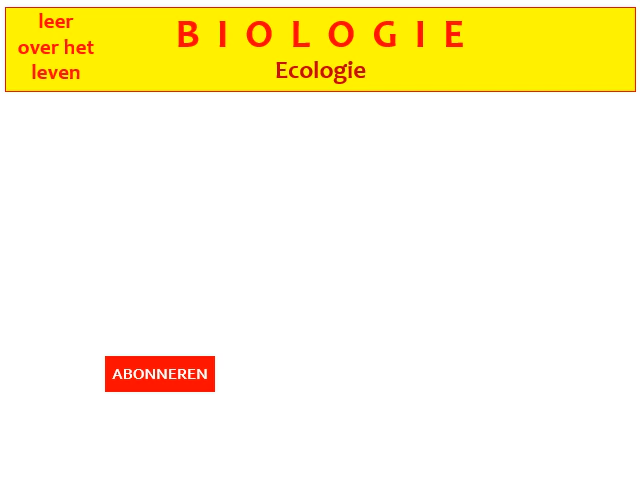 leer
over het
leven
B I O L O G I E
Ecologie
ABONNEREN